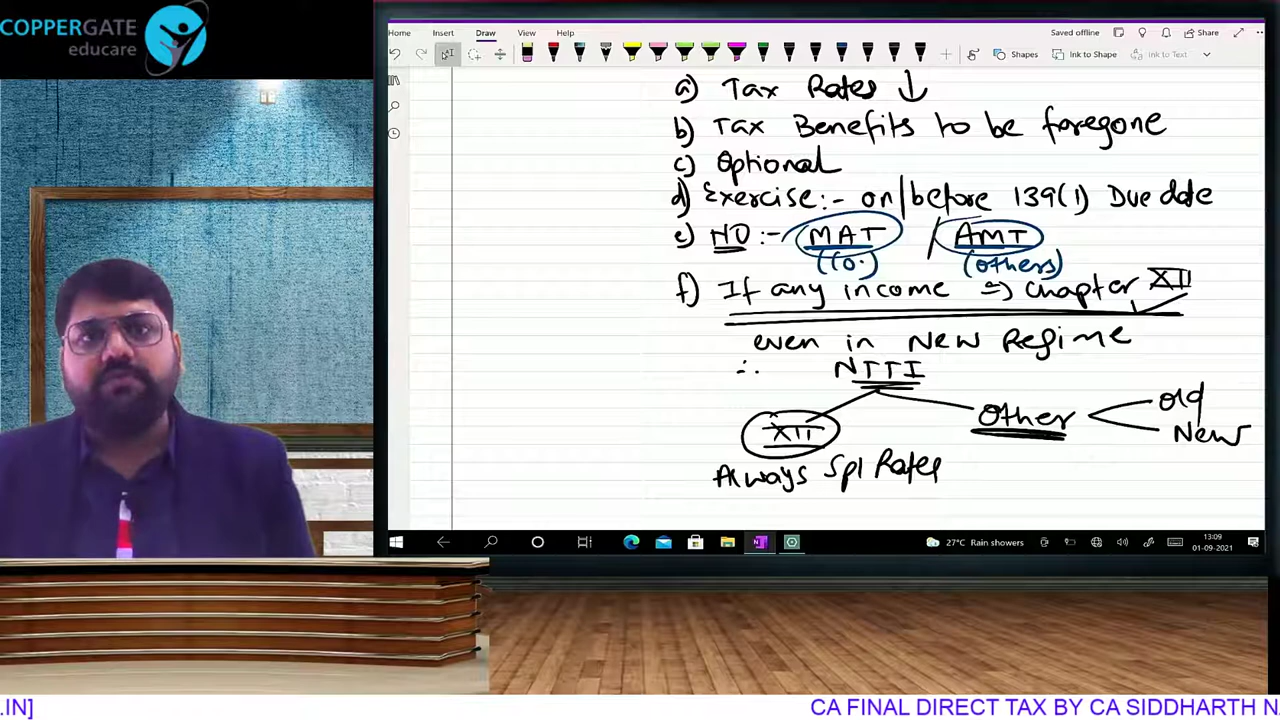 COPPERGATE
educare
Home Insert Draw View Help
Saved offline
Share
Shapes
Ink to Shape
Ink to Text
a) Tax Rates ↓
b) Tax Benefits to be foregone
c) Optional
d) Exercise:- on/before 139(1) Due date
e) NO :- MAT / AMT
(Co.) (others)
f) If any income => Chapter XII
even in New Regime
∴ NTTI
XII Other Old
New
Always Spl Rates
27°C Rain showers
13:09
01-09-2021
.IN]
CA FINAL DIRECT TAX BY CA SIDDHARTH